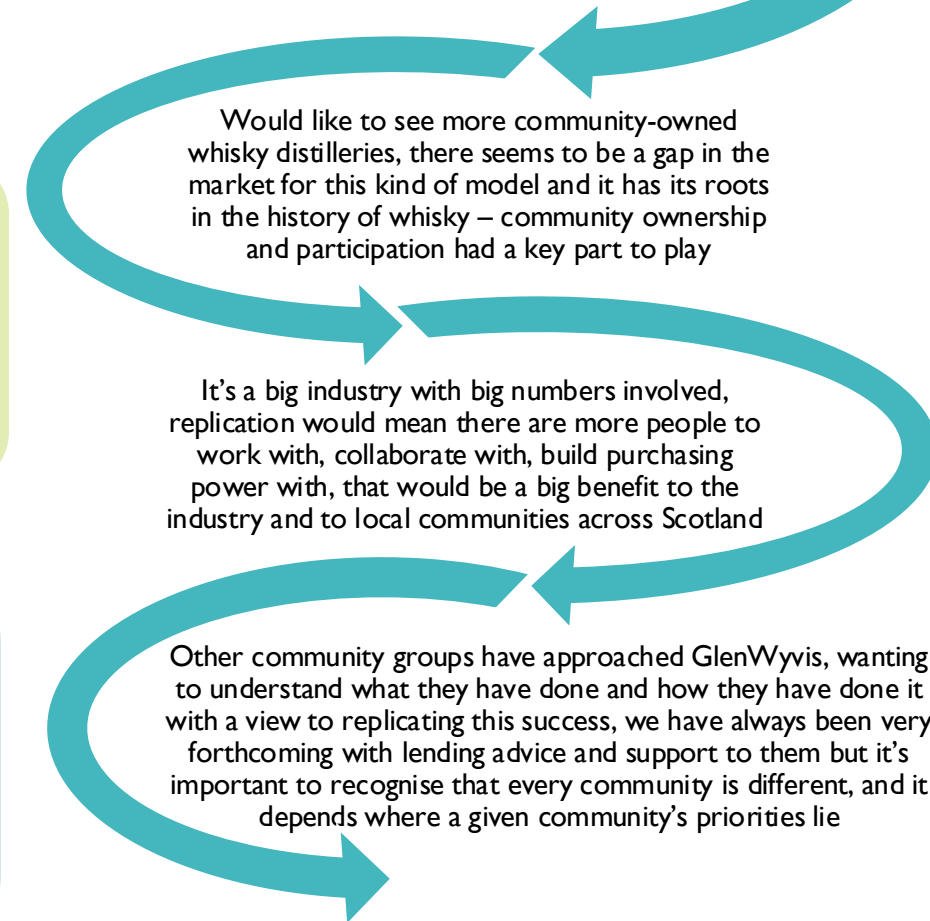 Would like to see more community-owned
whisky distilleries, there seems to be a gap in the
market for this kind of model and it has its roots
in the history of whisky – community ownership
and participation had a key part to play
It’s a big industry with big numbers involved,
replication would mean there are more people to
work with, collaborate with, build purchasing
power with, that would be a big benefit to the
industry and to local communities across Scotland
Other community groups have approached GlenWyvis, wanting
to understand what they have done and how they have done it
with a view to replicating this success, we have always been very
forthcoming with lending advice and support to them but it’s
important to recognise that every community is different, and it
depends where a given community’s priorities lie